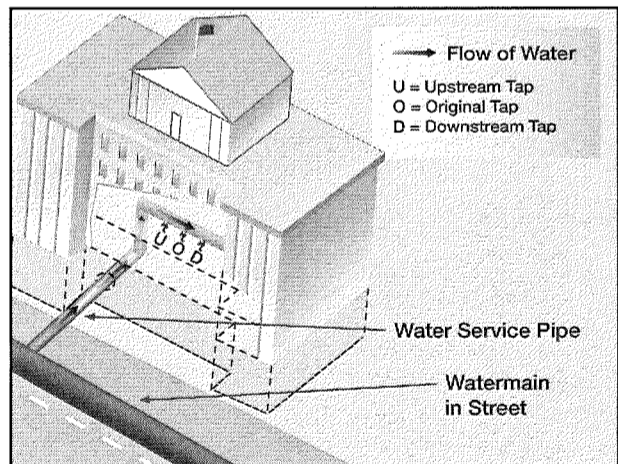 Flow of Water
U = Upstream Tap
O = Original Tap
D = Downstream Tap
U O D
Water Service Pipe
Watermain
in Street